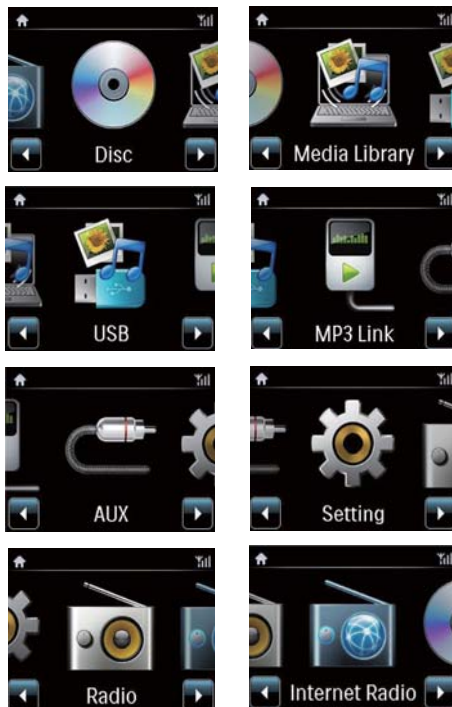 Disc
Media Library
USB
MP3 Link
AUX
Setting
Radio
Internet Radio